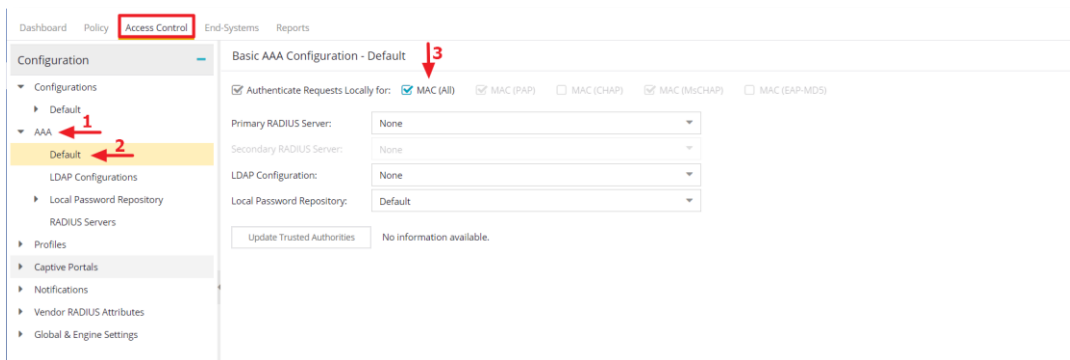 Dashboard Policy Access Control End-Systems Reports
Configuration
Basic AAA Configuration - Default
3
Configurations
Authenticate Requests Locally for: MAC (All) MAC (PAP) MAC (CHAP) MAC (MsCHAP) MAC (EAP-MD5)
Default
Primary RADIUS Server: None
AAA
1
Secondary RADIUS Server: None
Default
2
LDAP Configurations
LDAP Configuration: None
Local Password Repository
Local Password Repository: Default
RADIUS Servers
Update Trusted Authorities No information available.
Profiles
Captive Portals
Notifications
Vendor RADIUS Attributes
Global & Engine Settings